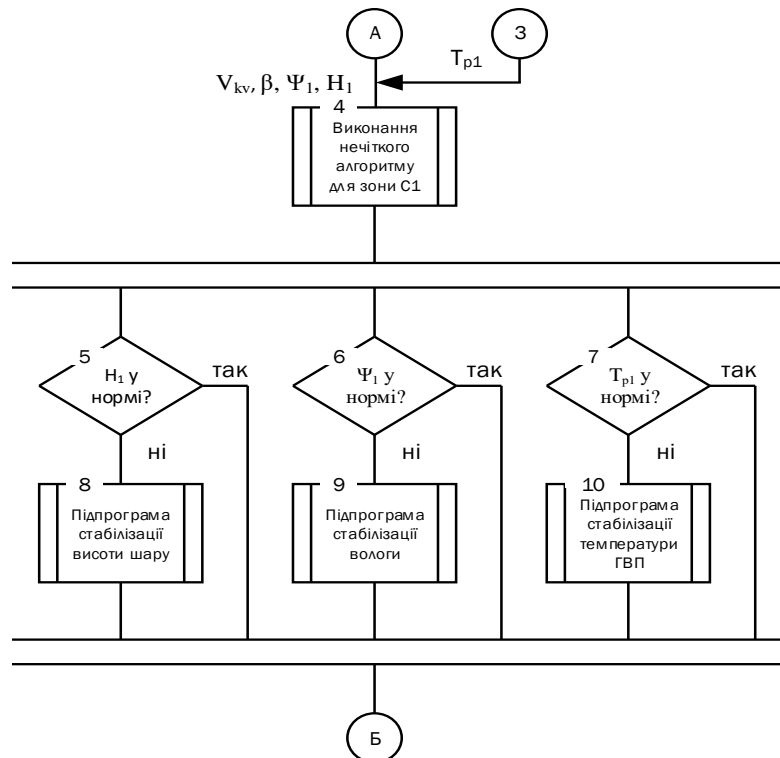 А
З
Tp1
Vkv, β, Ψ1, H1
4
Виконання
нечіткого
алгоритму
для зони С1
5
H1 у
нормі?
так
ні
6
Ψ1 у
нормі?
так
ні
7
Tp1 у
нормі?
так
ні
8
Підпрограма
стабілізації
висоти шару
9
Підпрограма
стабілізації
вологи
10
Підпрограма
стабілізації
температури
ГВП
Б